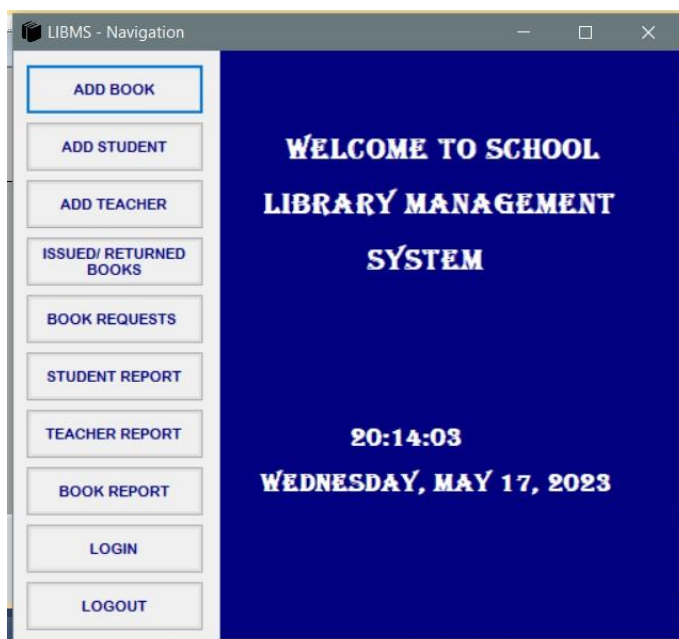 LIBMS - Navigation
ADD BOOK
ADD STUDENT
ADD TEACHER
ISSUED/ RETURNED
BOOKS
BOOK REQUESTS
STUDENT REPORT
TEACHER REPORT
BOOK REPORT
LOGIN
LOGOUT
WELCOME TO SCHOOL
LIBRARY MANAGEMENT
SYSTEM
20:14:03
WEDNESDAY, MAY 17, 2023